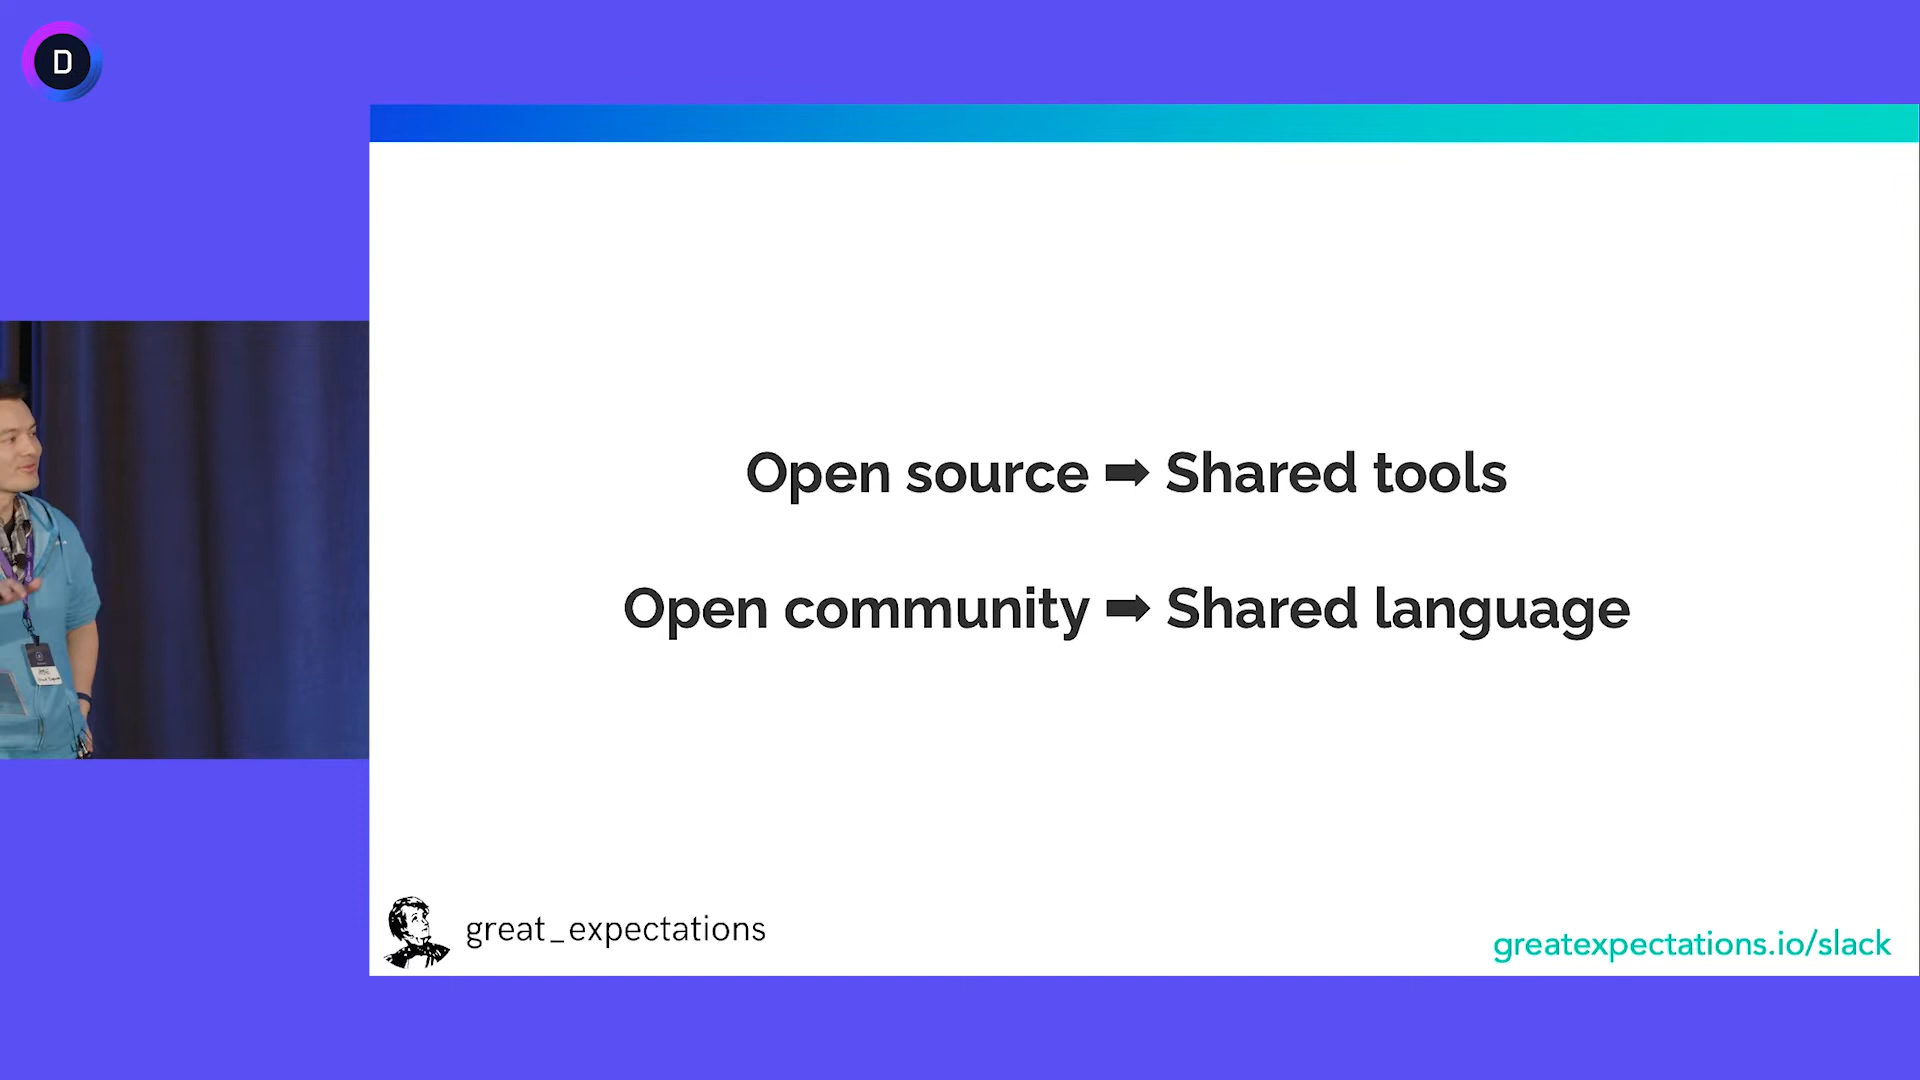 D
Open source ➡ Shared tools
Open community ➡ Shared language
great_expectations
greatexpectations.io/slack